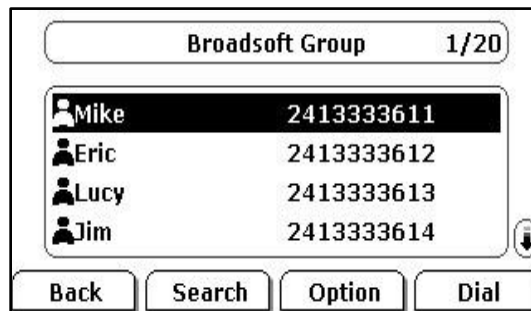 Broadsoft Group 1/20
Mike 2413333611
Eric 2413333612
Lucy 2413333613
Jim 2413333614
Back Search Option Dial